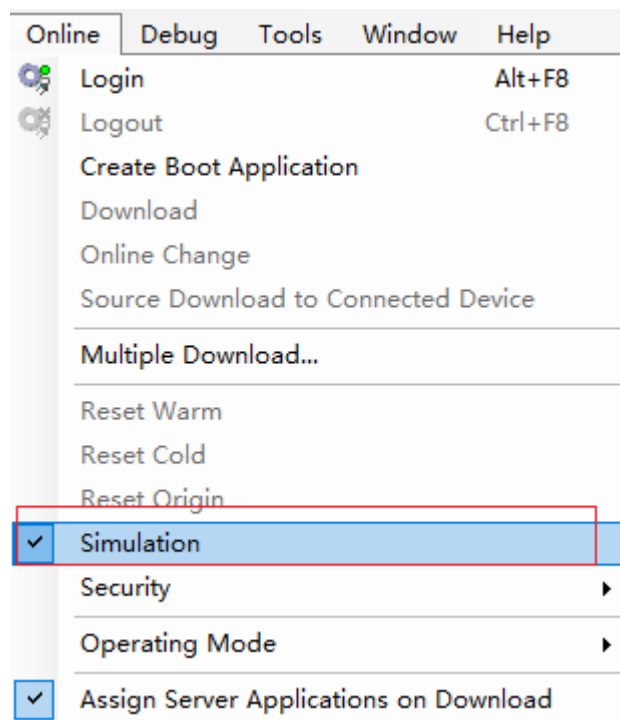 Online Debug Tools Window Help
Login Alt+F8
Logout Ctrl+F8
Create Boot Application
Download
Online Change
Source Download to Connected Device
Multiple Download...
Reset Warm
Reset Cold
Reset Origin
Simulation
Security
Operating Mode
Assign Server Applications on Download